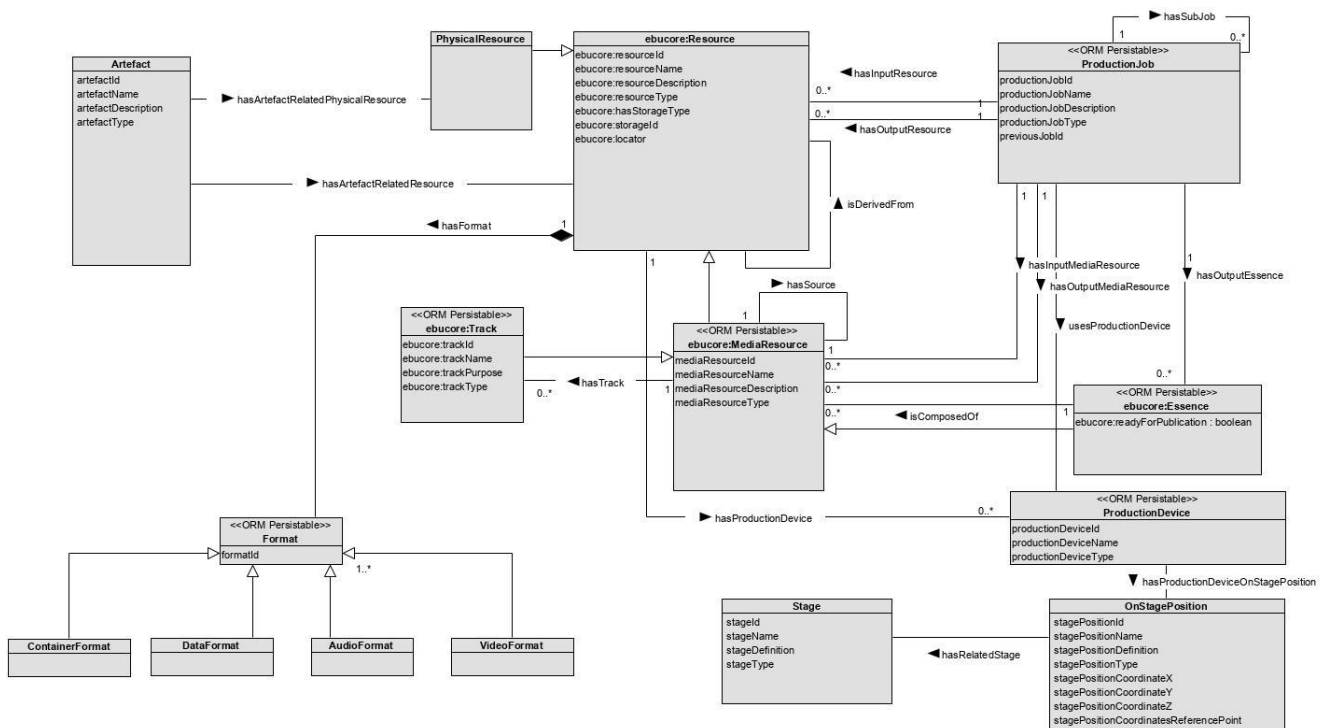 hasSubJob
1
0..*
PhysicalResource
ebucore:Resource
ebucore:resourceId
ebucore:resourceName
ebucore:resourceDescription
ebucore:resourceType
ebucore:hasStorageType
ebucore:storageId
ebucore:locator
<<ORM Persistable>>
ProductionJob
productionJobId
productionJobName
productionJobDescription
productionJobType
previousJobId
Artefact
artefactId
artefactName
artefactDescription
artefactType
hasArtefactRelatedPhysicalResource
hasInputResource
0..*
1
0..*
1
hasOutputResource
hasArtefactRelatedResource
isDerivedFrom
hasFormat
1
1
1
1
1
hasInputMediaResource
hasOutputMediaResource
hasOutputEssence
hasSource
1
usesProductionDevice
<<ORM Persistable>>
ebucore:Track
ebucore:trackId
ebucore:trackName
ebucore:trackPurpose
ebucore:trackType
<<ORM Persistable>>
ebucore:MediaResource
mediaResourceId
mediaResourceName
mediaResourceDescription
mediaResourceType
1
0..*
0..*
0..*
hasTrack
1
0..*
0..*
1
isComposedOf
<<ORM Persistable>>
ebucore:Essence
ebucore:readyForPublication : boolean
hasProductionDevice
0..*
<<ORM Persistable>>
ProductionDevice
productionDeviceId
productionDeviceName
productionDeviceType
<<ORM Persistable>>
Format
formatId
1..*
hasProductionDeviceOnStagePosition
ContainerFormat
DataFormat
AudioFormat
VideoFormat
Stage
stageId
stageName
stageDefinition
stageType
hasRelatedStage
OnStagePosition
stagePositionId
stagePositionName
stagePositionDefinition
stagePositionType
stagePositionCoordinateX
stagePositionCoordinateY
stagePositionCoordinateZ
stagePositionCoordinatesReferencePoint